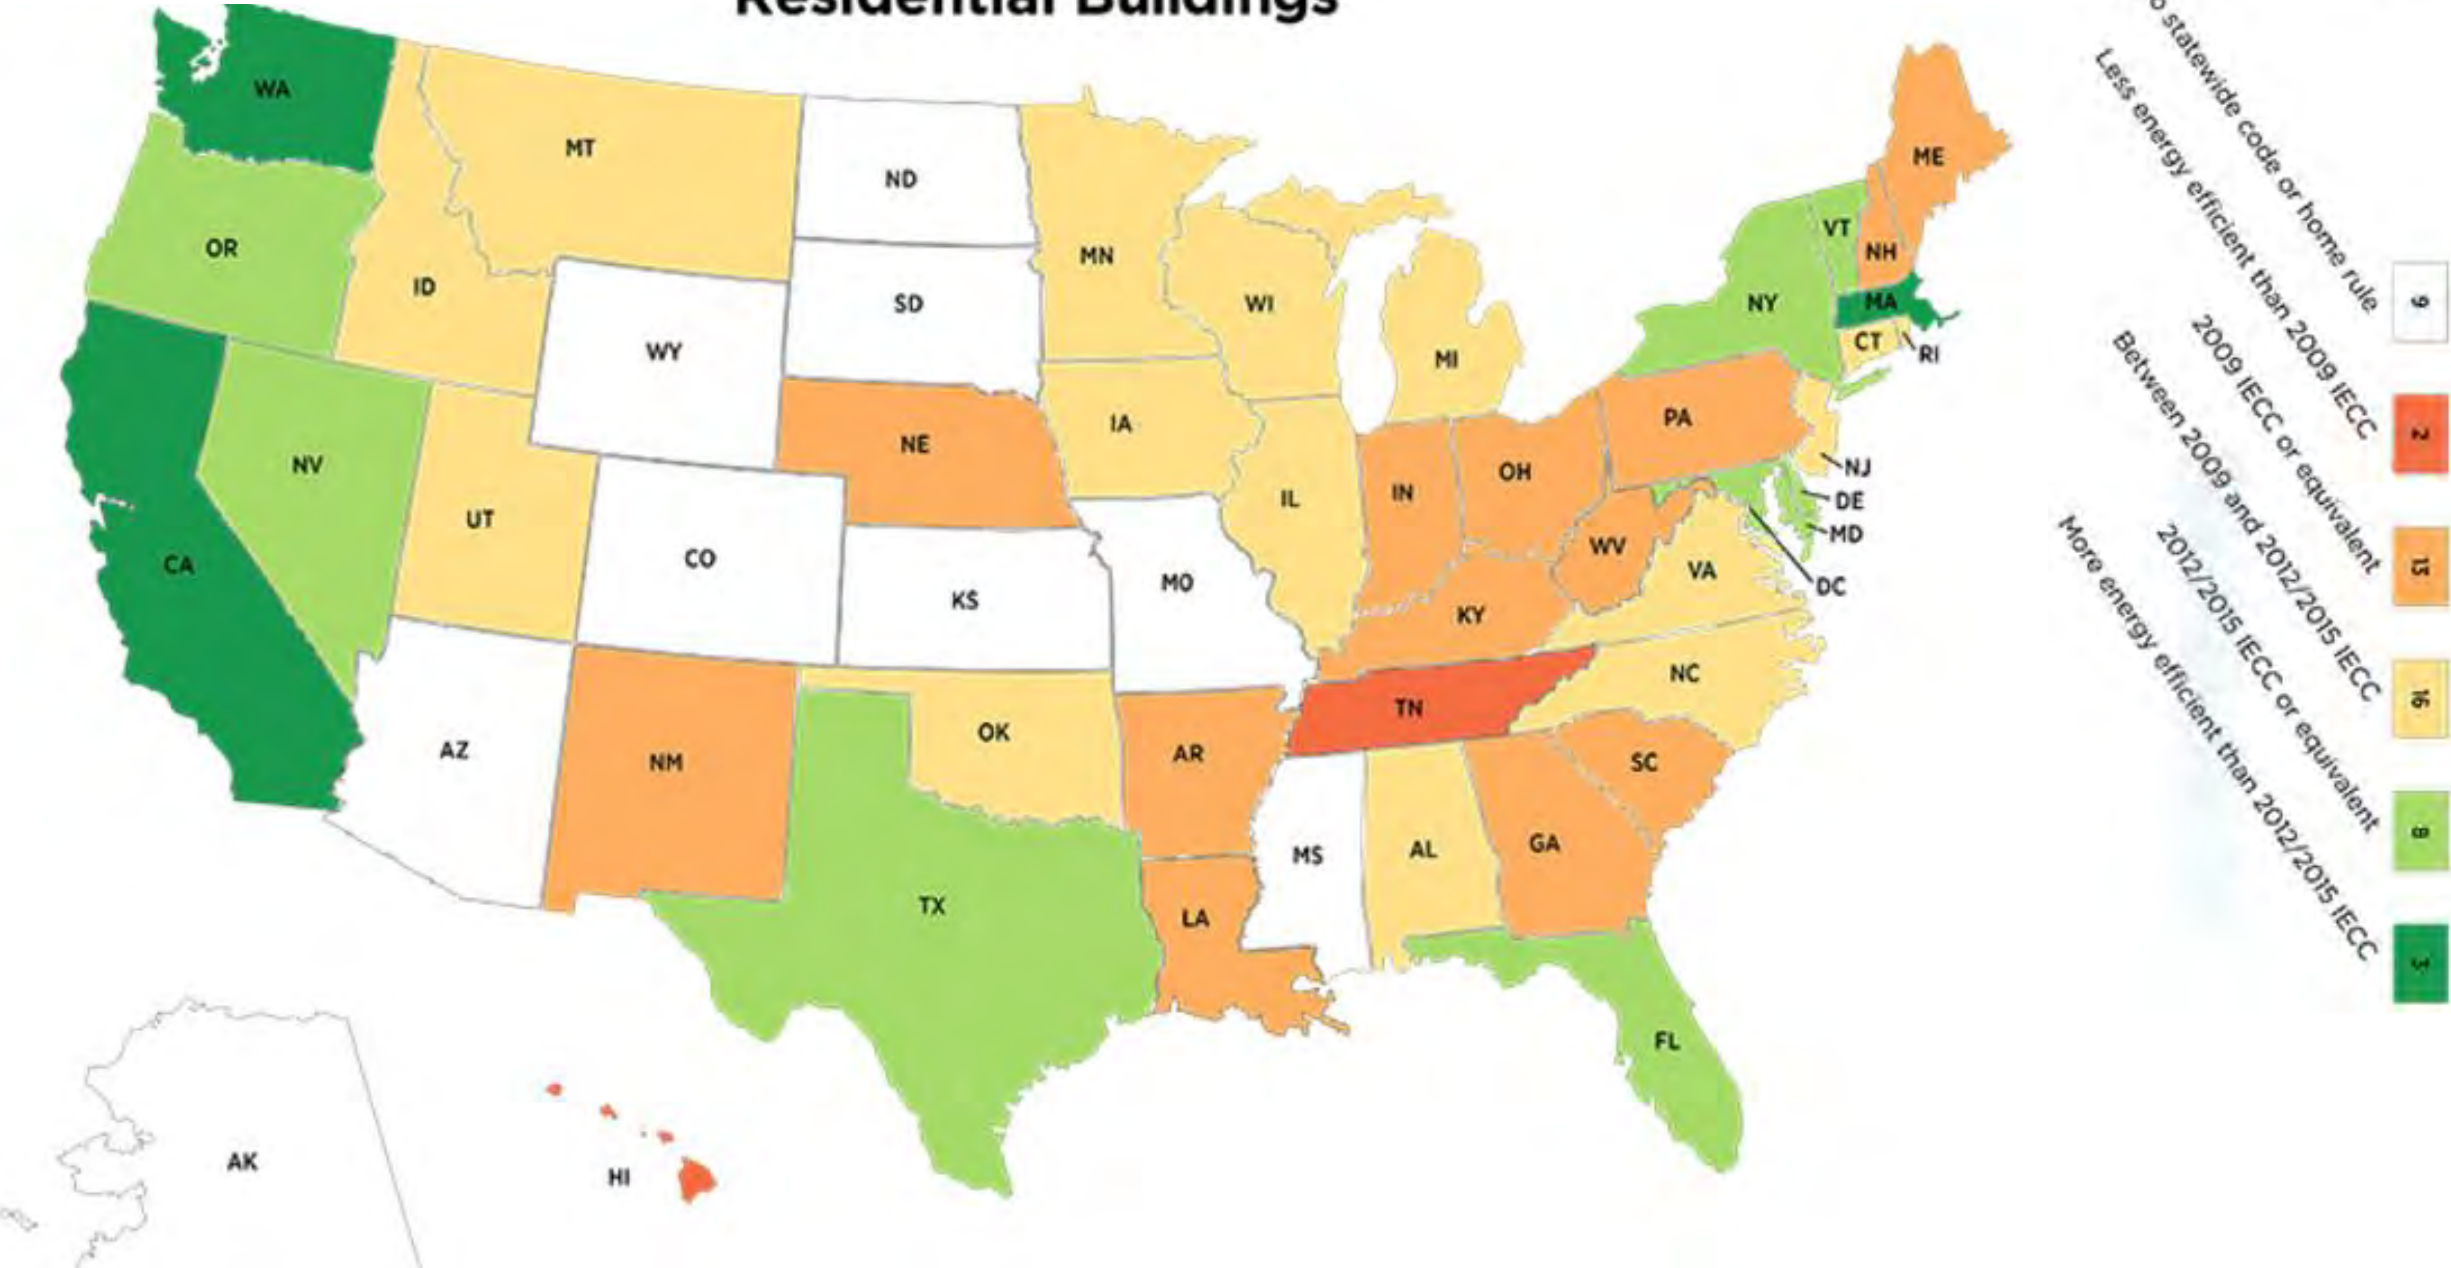 Residential Buildings
WA
MT
ND
ME
OR
ID
MN
VT
NH
SD
WI
NY
MA
WY
MI
CT
RI
NE
IA
PA
NV
UT
IL
IN
OH
NJ
DE
MD
CO
KS
MO
WV
VA
DC
CA
KY
NC
TN
AZ
NM
OK
AR
SC
MS
AL
GA
TX
LA
FL
AK
HI
statewide code or home rule
9
Less energy efficient than 2009 IECC
2
2009 IECC or equivalent
13
Between 2009 and 2012/2015 IECC
16
2012/2015 IECC or equivalent
8
More energy efficient than 2012/2015 IECC
3